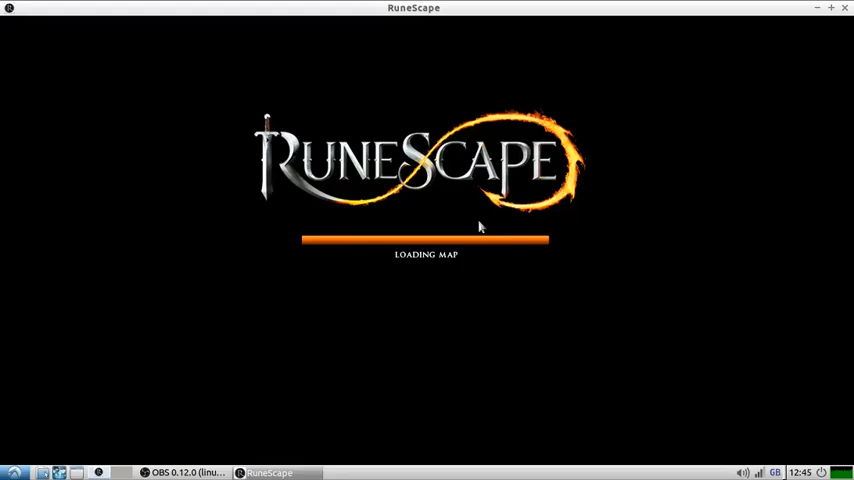 RuneScape
RUNESCAPE
LOADING MAP
OBS 0.12.0 (linu...
RuneScape
GB
12:45